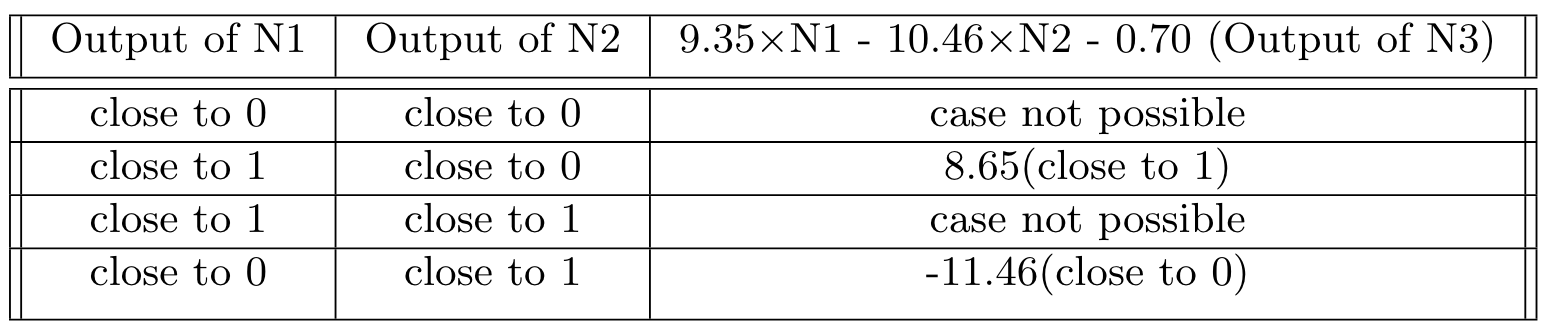 Output of N1 Output of N2 9.35×N1 - 10.46×N2 - 0.70 (Output of N3)
close to 0 close to 0 case not possible
close to 1 close to 0 8.65(close to 1)
close to 1 close to 1 case not possible
close to 0 close to 1 -11.46(close to 0)